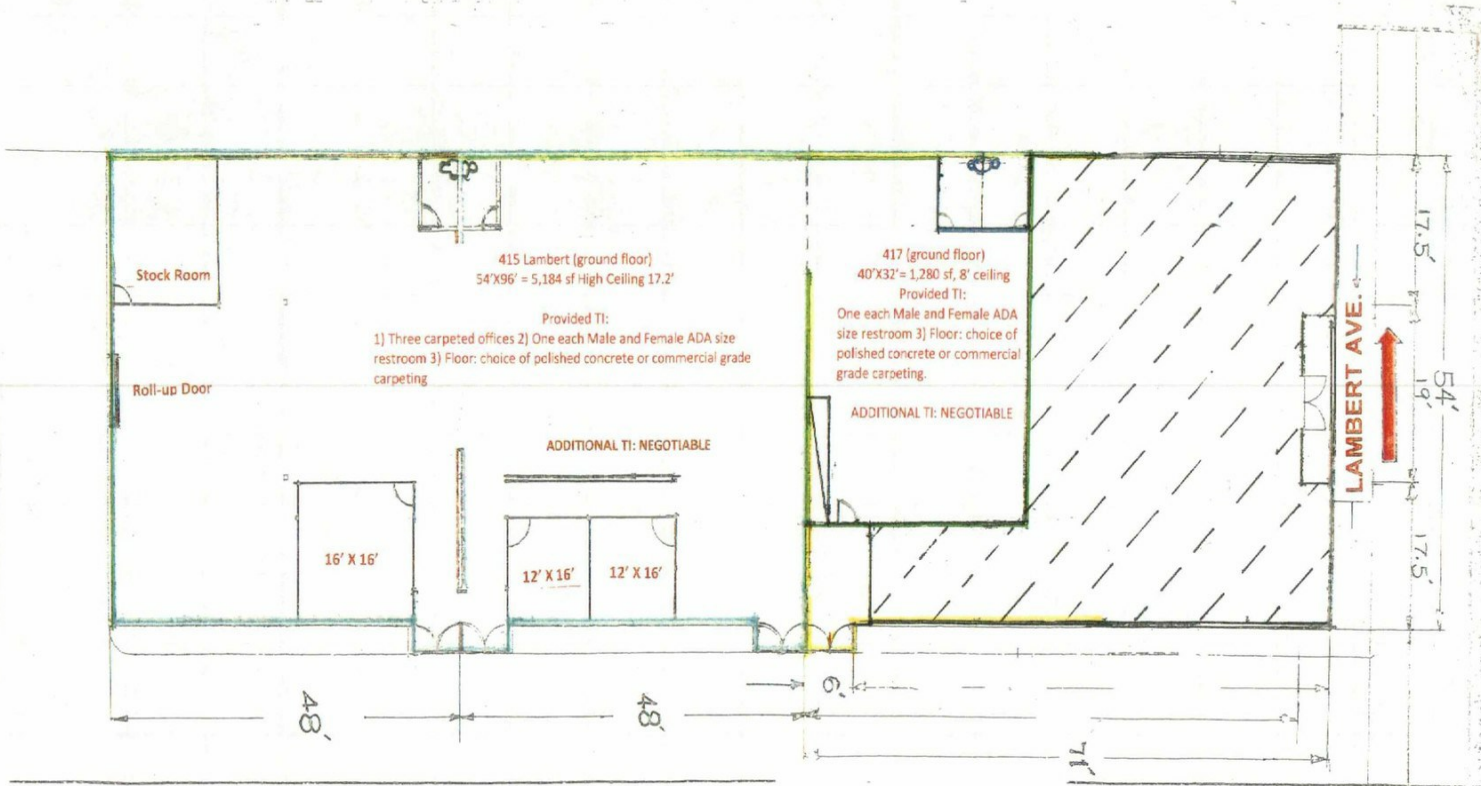 415 Lambert (ground floor)
54'X96' = 5,184 sf High Ceiling 17.2'
Provided TI:
1) Three carpeted offices 2) One each Male and Female ADA size
restroom 3) Floor: choice of polished concrete or commercial grade
carpeting
ADDITIONAL TI: NEGOTIABLE
Stock Room
Roll-up Door
16' X 16'
12' X 16'
12' X 16'
417 (ground floor)
40'X32'= 1,280 sf, 8' ceiling
Provided TI:
One each Male and Female ADA
size restroom 3) Floor: choice of
polished concrete or commercial
grade carpeting.
ADDITIONAL TI: NEGOTIABLE
LAMBERT AVE.
17.5'
54'
19'
17.5'
48'
48'
6'
71'